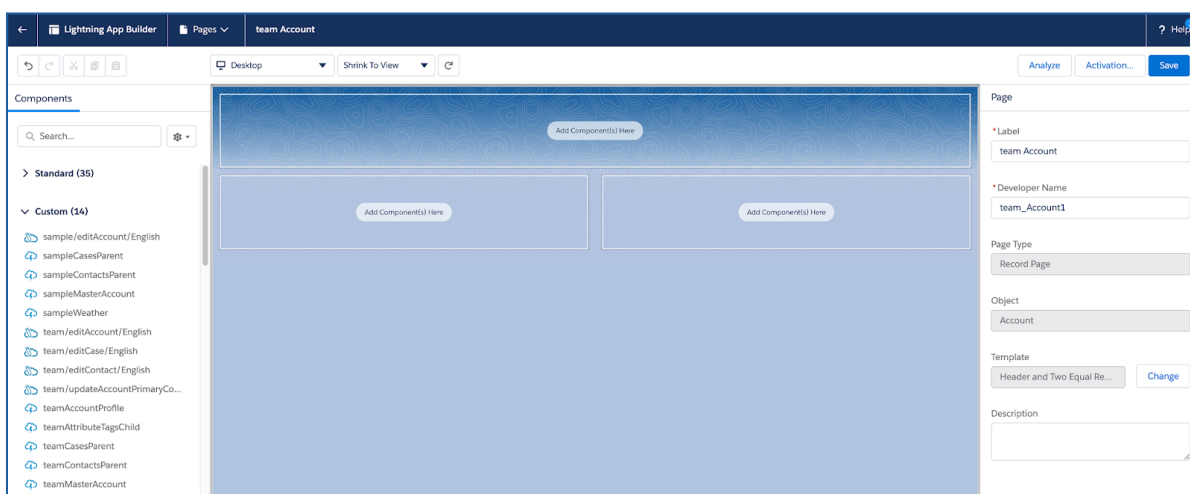 Lightning App Builder
Pages
team Account
? Help
Desktop
Shrink To View
Analyze
Activation...
Save
Components
Search...
Standard (35)
Custom (14)
sample/editAccount/English
sampleCasesParent
sampleContactsParent
sampleMasterAccount
sampleWeather
team/editAccount/English
team/editCase/English
team/editContact/English
team/updateAccountPrimaryCo...
teamAccountProfile
teamAttributeTagsChild
teamCasesParent
teamContactsParent
teamMasterAccount
Add Component(s) Here
Add Component(s) Here
Add Component(s) Here
Page
*Label
team Account
*Developer Name
team_Account1
Page Type
Record Page
Object
Account
Template
Header and Two Equal Re...
Change
Description